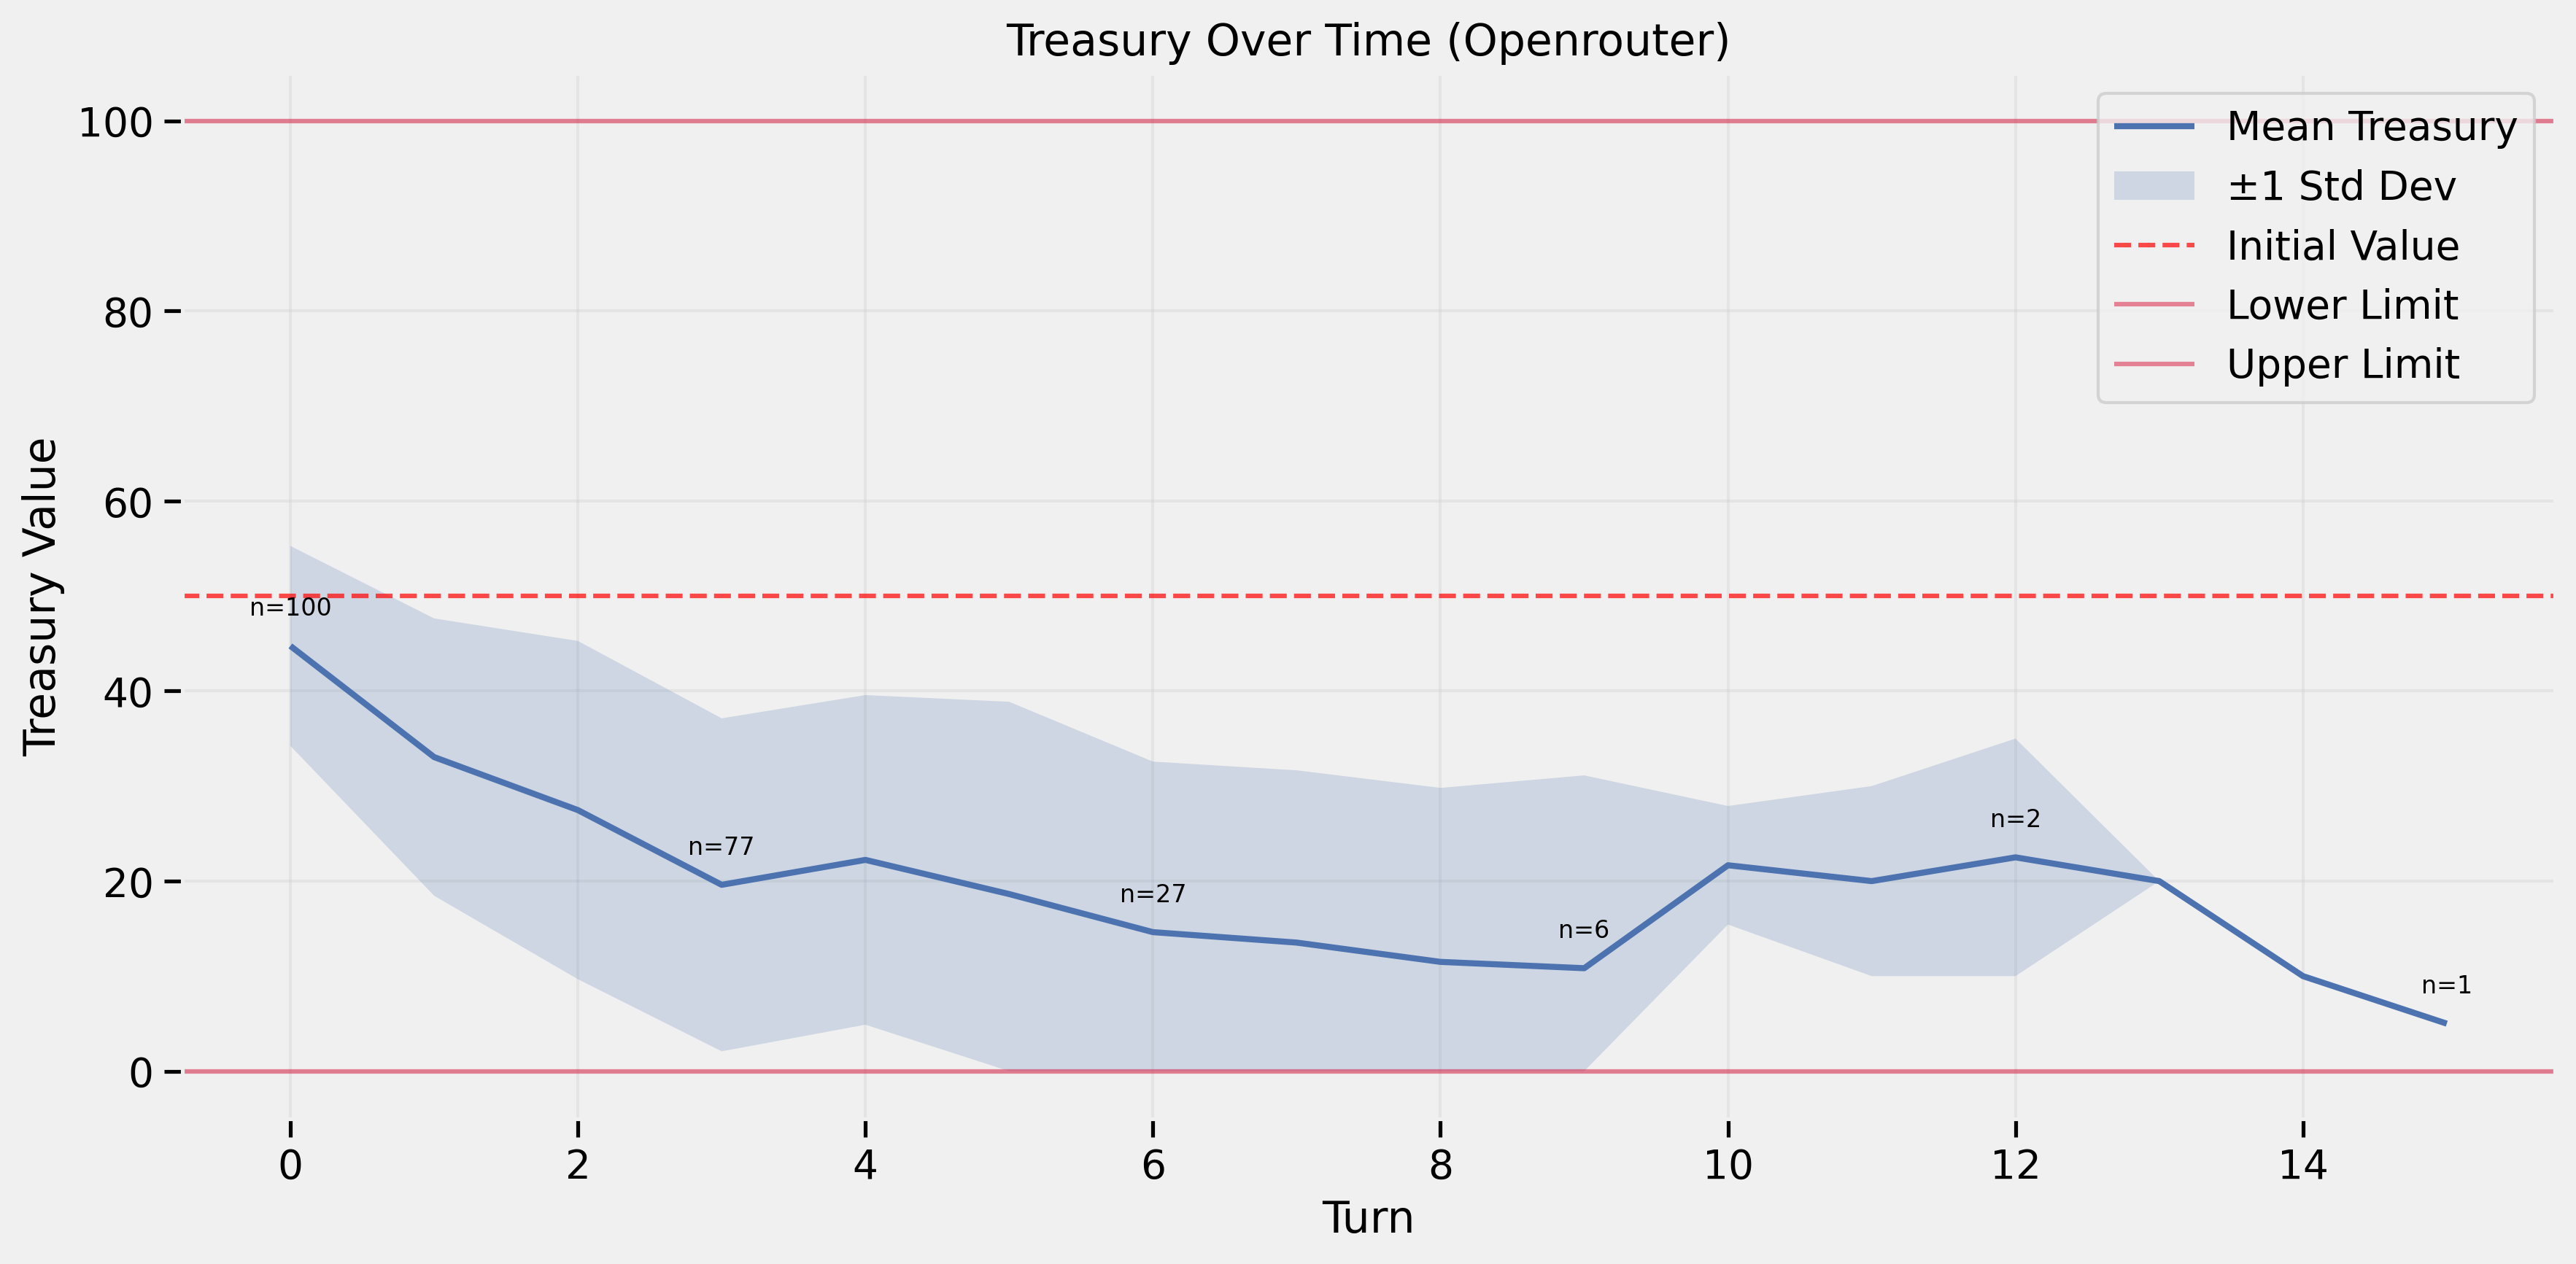 Treasury Over Time (Openrouter)
Mean Treasury
±1 Std Dev
Initial Value
Lower Limit
Upper Limit
Treasury Value
100
80
60
40
20
0
n=100
n=77
n=27
n=6
n=2
n=1
0 2 4 6 8 10 12 14
Turn